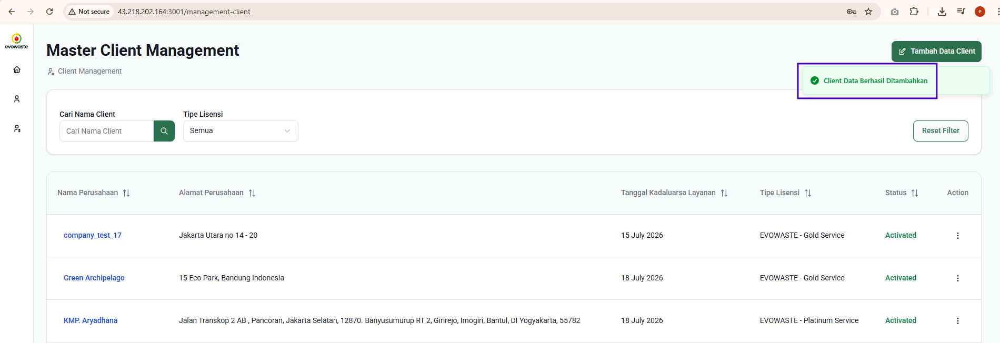 Not secure 43.218.202.164:3001/management-client
e
evowaste
Master Client Management
Tambah Data Client
Client Management
Client Data Berhasil Ditambahkan
Cari Nama Client
Tipe Lisensi
Cari Nama Client
Semua
Reset Filter
Nama Perusahaan Alamat Perusahaan Tanggal Kadaluarsa Layanan Tipe Lisensi Status Action
company_test_17 Jakarta Utara no 14 - 20 15 July 2026 EVOWASTE - Gold Service Activated
Green Archipelago 15 Eco Park, Bandung Indonesia 18 July 2026 EVOWASTE - Gold Service Activated
KMP. Aryadhana Jalan Transkop 2 AB , Pancoran, Jakarta Selatan, 12870. Banyusumurup RT 2, Girirejo, Imogiri, Bantul, DI Yogyakarta, 55782 18 July 2026 EVOWASTE - Platinum Service Activated